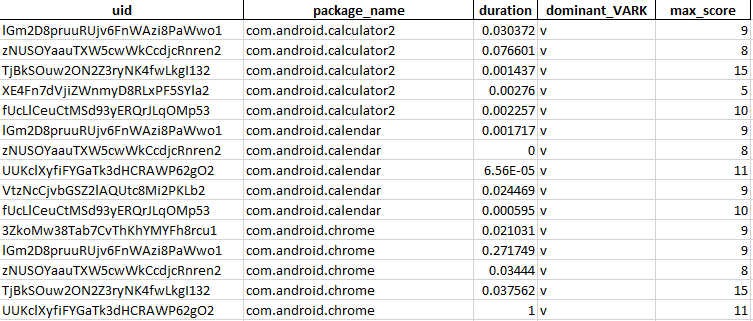 uid package_name duration dominant_VARK max_score
lGm2D8pruuRUjv6FnWAzi8PaWwo1 com.android.calculator2 0.030372 v 9
zNUSOYaauTXW5cwWkCcdjcRnren2 com.android.calculator2 0.076601 v 8
TjBkSOuw2ON2Z3ryNK4fwLkgI132 com.android.calculator2 0.001437 v 15
XE4Fn7dVjiZWnmyD8RLxPF5SYla2 com.android.calculator2 0.00276 v 5
fUcLlCeuCtMSd93yERQrJLqOMp53 com.android.calculator2 0.002257 v 10
lGm2D8pruuRUjv6FnWAzi8PaWwo1 com.android.calendar 0.001717 v 9
zNUSOYaauTXW5cwWkCcdjcRnren2 com.android.calendar 0 v 8
UUKclXyfiFYGaTk3dHCRAWP62gO2 com.android.calendar 6.56E-05 v 11
VtzNcCjvbGSZ2lAQUtc8Mi2PKLb2 com.android.calendar 0.024469 v 9
fUcLlCeuCtMSd93yERQrJLqOMp53 com.android.calendar 0.000595 v 10
3ZkoMw38Tab7CvThKhYMYFh8rcu1 com.android.chrome 0.021031 v 9
lGm2D8pruuRUjv6FnWAzi8PaWwo1 com.android.chrome 0.271749 v 9
zNUSOYaauTXW5cwWkCcdjcRnren2 com.android.chrome 0.03444 v 8
TjBkSOuw2ON2Z3ryNK4fwLkgI132 com.android.chrome 0.037562 v 15
UUKclXyfiFYGaTk3dHCRAWP62gO2 com.android.chrome 1 v 11